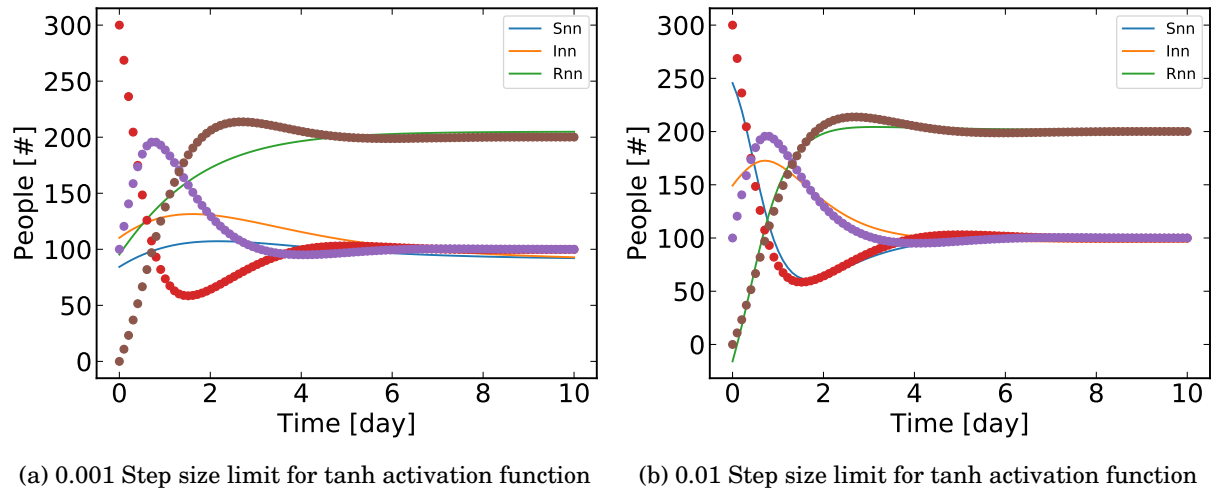 300
250
200
150
100
50
0
People [#]
0 2 4 6 8 10
Time [day]
Snn
Inn
Rnn
(a) 0.001 Step size limit for tanh activation function
300
250
200
150
100
50
0
People [#]
0 2 4 6 8 10
Time [day]
Snn
Inn
Rnn
(b) 0.01 Step size limit for tanh activation function